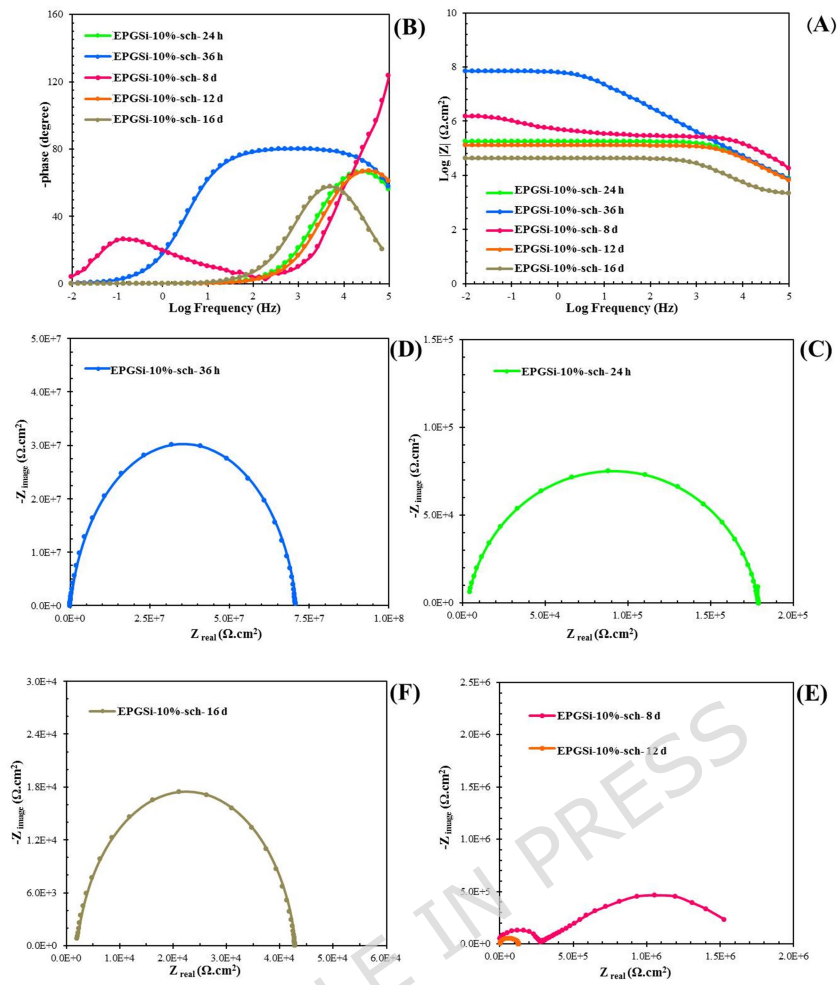 (B)
160
120
80
40
0
-phase (degree)
EPGSi-10%-sch- 24 h
EPGSi-10%-sch- 36 h
EPGSi-10%-sch- 8 d
EPGSi-10%-sch- 12 d
EPGSi-10%-sch- 16 d
-2 -1 0 1 2 3 4 5
Log Frequency (Hz)
(A)
10
8
6
4
2
0
Log |Z| (Ω.cm²)
EPGSi-10%-sch- 24 h
EPGSi-10%-sch- 36 h
EPGSi-10%-sch- 8 d
EPGSi-10%-sch- 12 d
EPGSi-10%-sch- 16 d
-2 -1 0 1 2 3 4 5
Log Frequency (Hz)
(D)
5.0E+7
4.0E+7
3.0E+7
2.0E+7
1.0E+7
0.0E+0
-Z image (Ω.cm²)
EPGSi-10%-sch- 36 h
0.0E+0 2.5E+7 5.0E+7 7.5E+7 1.0E+8
Z real (Ω.cm²)
(C)
1.5E+5
1.0E+5
5.0E+4
0.0E+0
-Z image (Ω.cm²)
EPGSi-10%-sch- 24 h
0.0E+0 5.0E+4 1.0E+5 1.5E+5 2.0E+5
Z real (Ω.cm²)
(F)
3.0E+4
2.4E+4
1.8E+4
1.2E+4
6.0E+3
0.0E+0
-Z image (Ω.cm²)
EPGSi-10%-sch- 16 d
0.0E+0 1.0E+4 2.0E+4 3.0E+4 4.0E+4 5.0E+4 6.0E+4
Z real (Ω.cm²)
(E)
2.5E+6
2.0E+6
1.5E+6
1.0E+6
5.0E+5
0.0E+0
-Z image (Ω.cm²)
EPGSi-10%-sch- 8 d
EPGSi-10%-sch- 12 d
0.0E+0 5.0E+5 1.0E+6 1.5E+6 2.0E+6
Z real (Ω.cm²)
LE IN PRESS